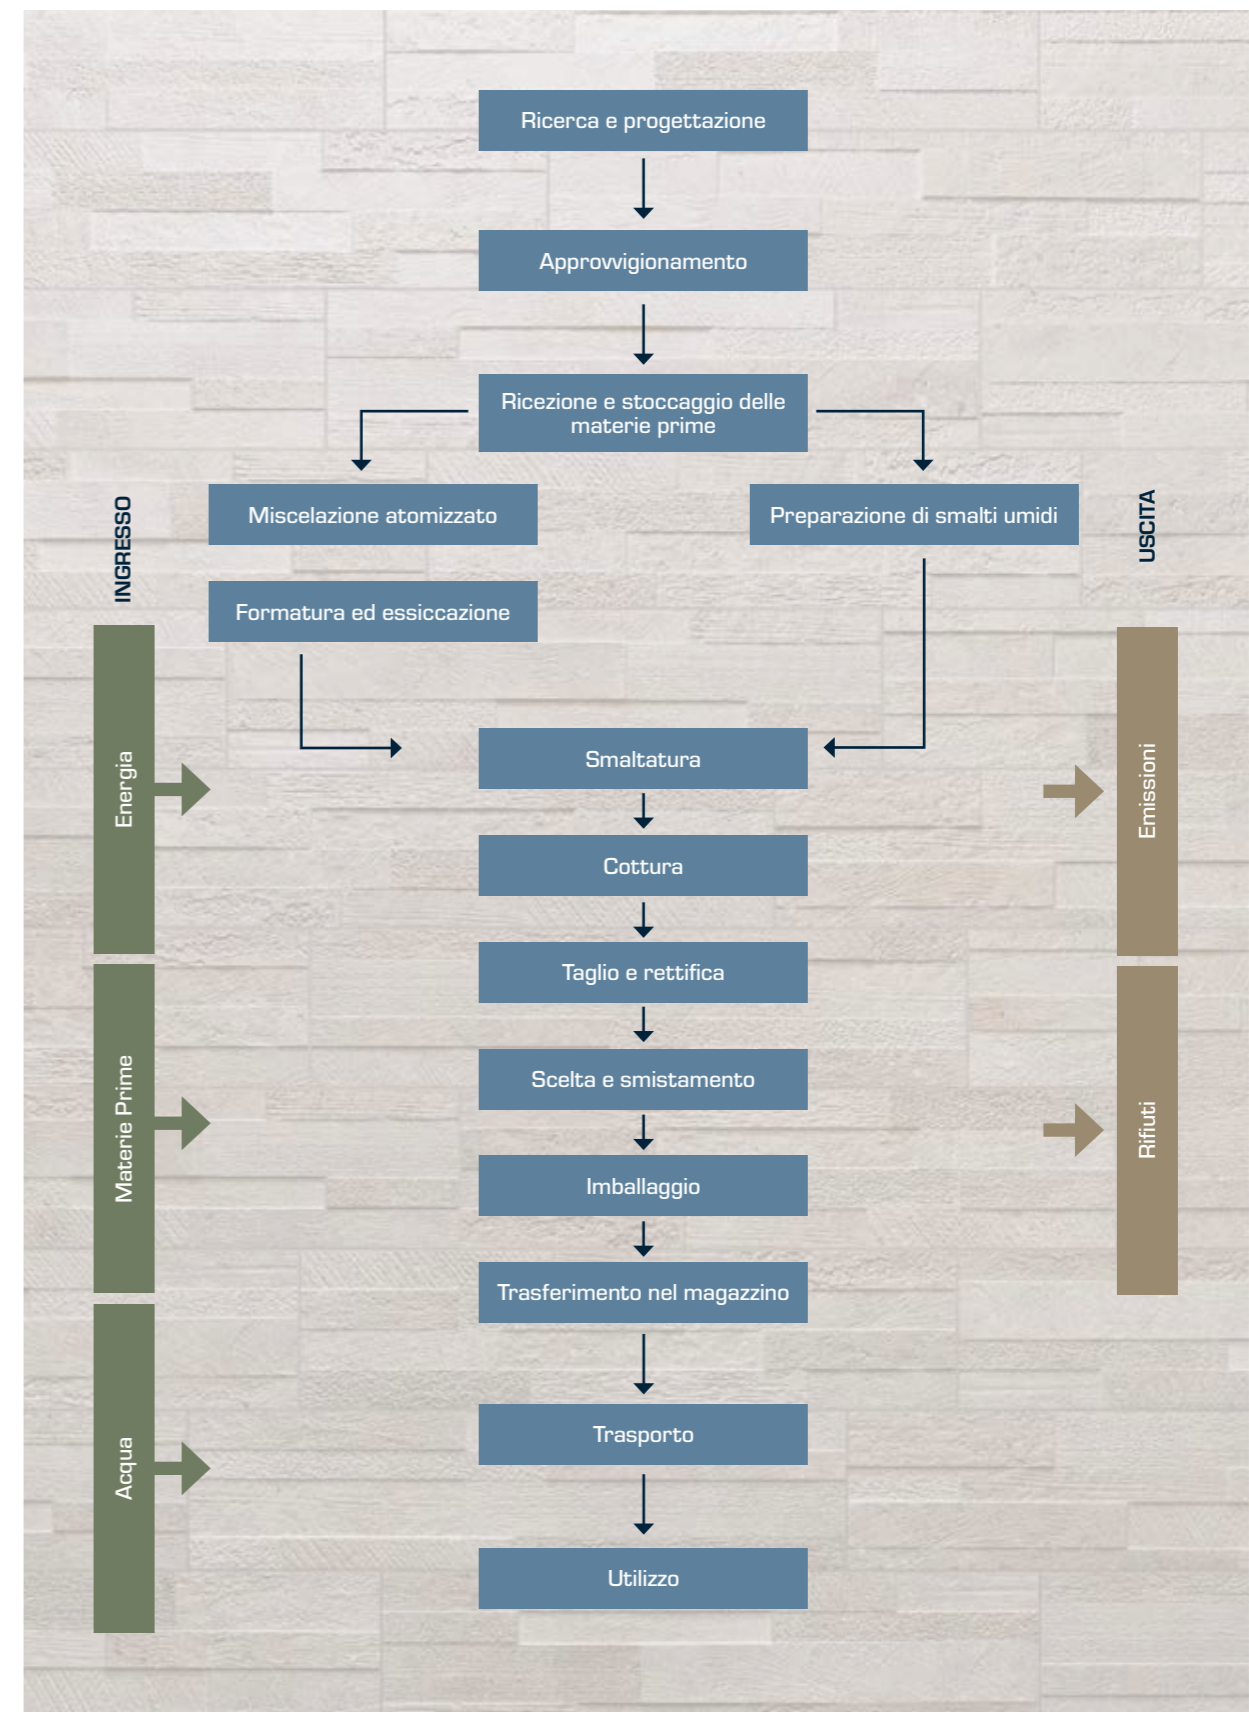 Ricerca e progettazione
Approvvigionamento
Ricezione e stoccaggio delle
materie prime
INGRESSO
Miscelazione atomizzato
Preparazione di smalti umidi
USCITA
Formatura ed essiccazione
Energia
Smaltatura
Emissioni
Cottura
Taglio e rettifica
Materie Prime
Scelta e smistamento
Rifiuti
Imballaggio
Trasferimento nel magazzino
Acqua
Trasporto
Utilizzo